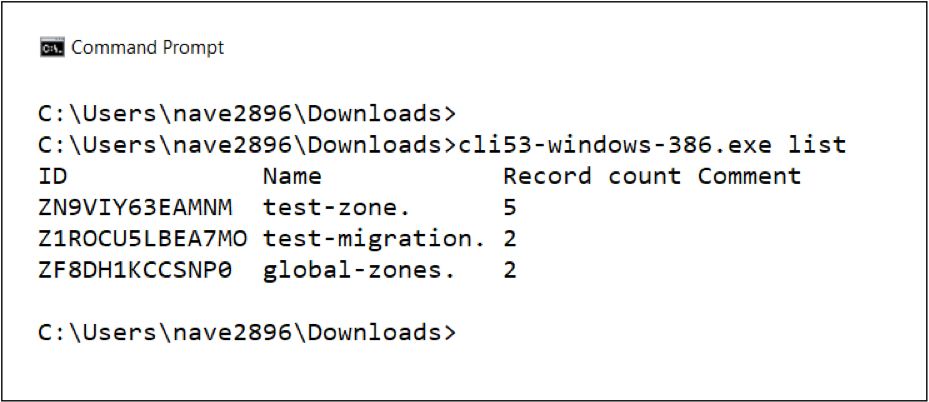 Command Prompt
C:\Users\nave2896\Downloads>
C:\Users\nave2896\Downloads>cli53-windows-386.exe list
ID Name Record count Comment
ZN9VIY63EAMNM test-zone. 5
Z1ROCU5LBEA7MO test-migration. 2
ZF8DH1KCCSNP0 global-zones. 2
C:\Users\nave2896\Downloads>